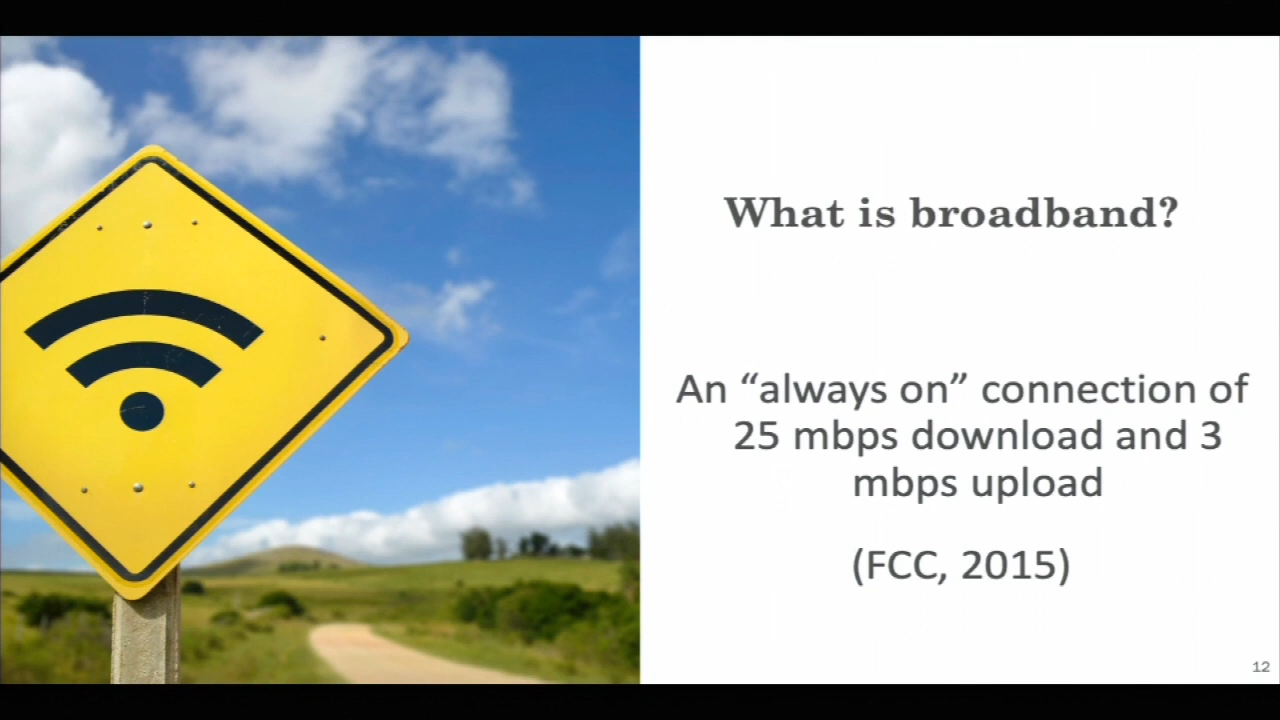 What is broadband?
An “always on” connection of
25 mbps download and 3
mbps upload
(FCC, 2015)
12